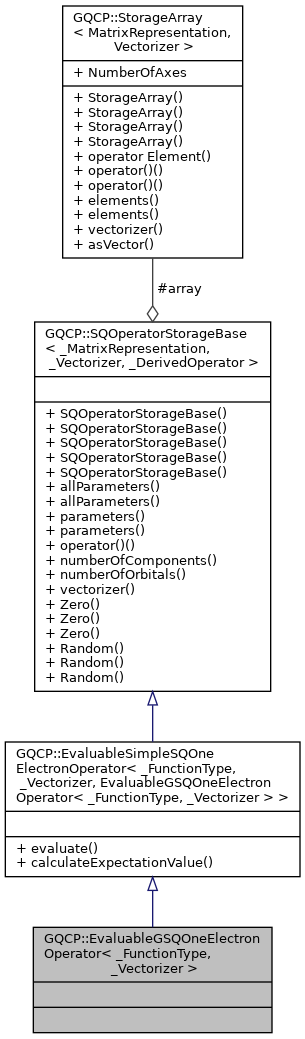 GQCP::StorageArray
< MatrixRepresentation,
Vectorizer >
+ NumberOfAxes
+ StorageArray()
+ StorageArray()
+ StorageArray()
+ StorageArray()
+ operator Element()
+ operator()()
+ operator()()
+ elements()
+ elements()
+ vectorizer()
+ asVector()
#array
GQCP::SQOperatorStorageBase
< _MatrixRepresentation,
_Vectorizer, _DerivedOperator >
+ SQOperatorStorageBase()
+ SQOperatorStorageBase()
+ SQOperatorStorageBase()
+ SQOperatorStorageBase()
+ SQOperatorStorageBase()
+ allParameters()
+ allParameters()
+ parameters()
+ parameters()
+ operator()()
+ numberOfComponents()
+ numberOfOrbitals()
+ vectorizer()
+ Zero()
+ Zero()
+ Zero()
+ Random()
+ Random()
+ Random()
GQCP::EvaluableSimpleSQOne
ElectronOperator< _FunctionType,
_Vectorizer, EvaluableGSQOneElectron
Operator< _FunctionType, _Vectorizer > >
+ evaluate()
+ calculateExpectationValue()
GQCP::EvaluableGSQOneElectron
Operator< _FunctionType,
_Vectorizer >